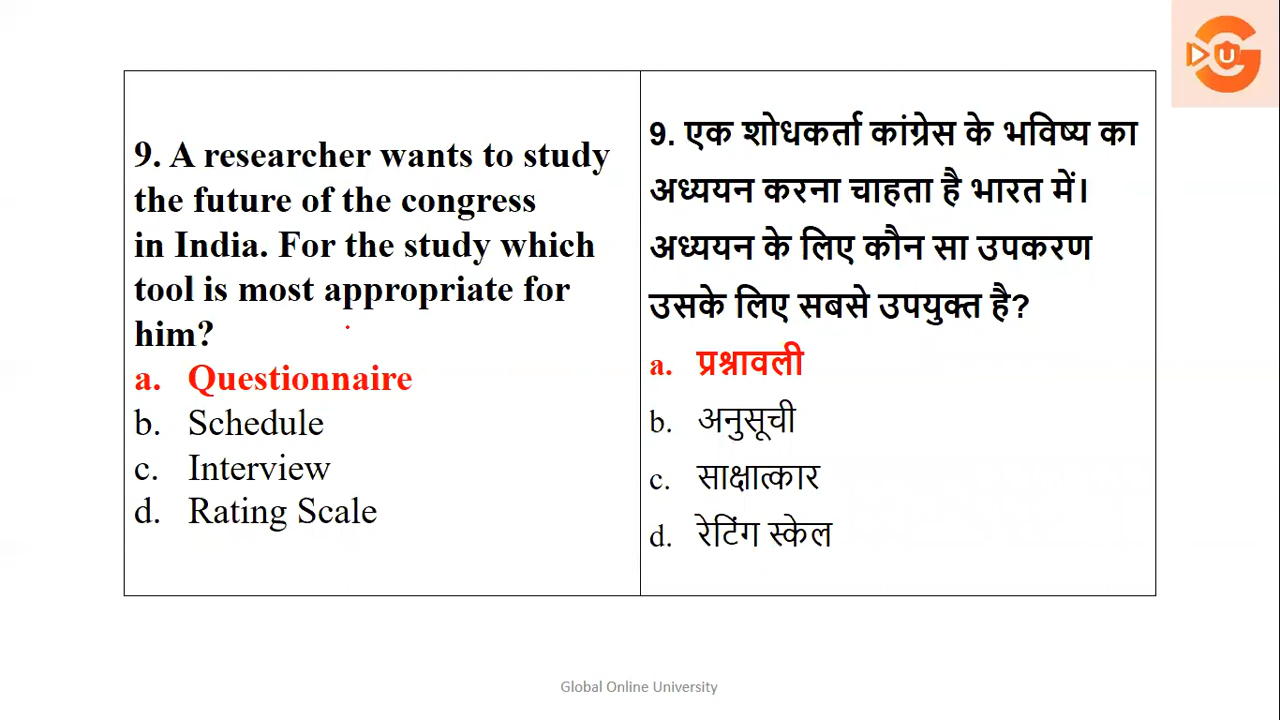 9. A researcher wants to study
the future of the congress
in India. For the study which
tool is most appropriate for
him?
a. Questionnaire
b. Schedule
c. Interview
d. Rating Scale
9. एक शोधकर्ता कांग्रेस के भविष्य का
अध्ययन करना चाहता है भारत में।
अध्ययन के लिए कौन सा उपकरण
उसके लिए सबसे उपयुक्त है?
a. प्रश्नावली
b. अनुसूची
c. साक्षात्कार
d. रेटिंग स्केल
U
Global Online University